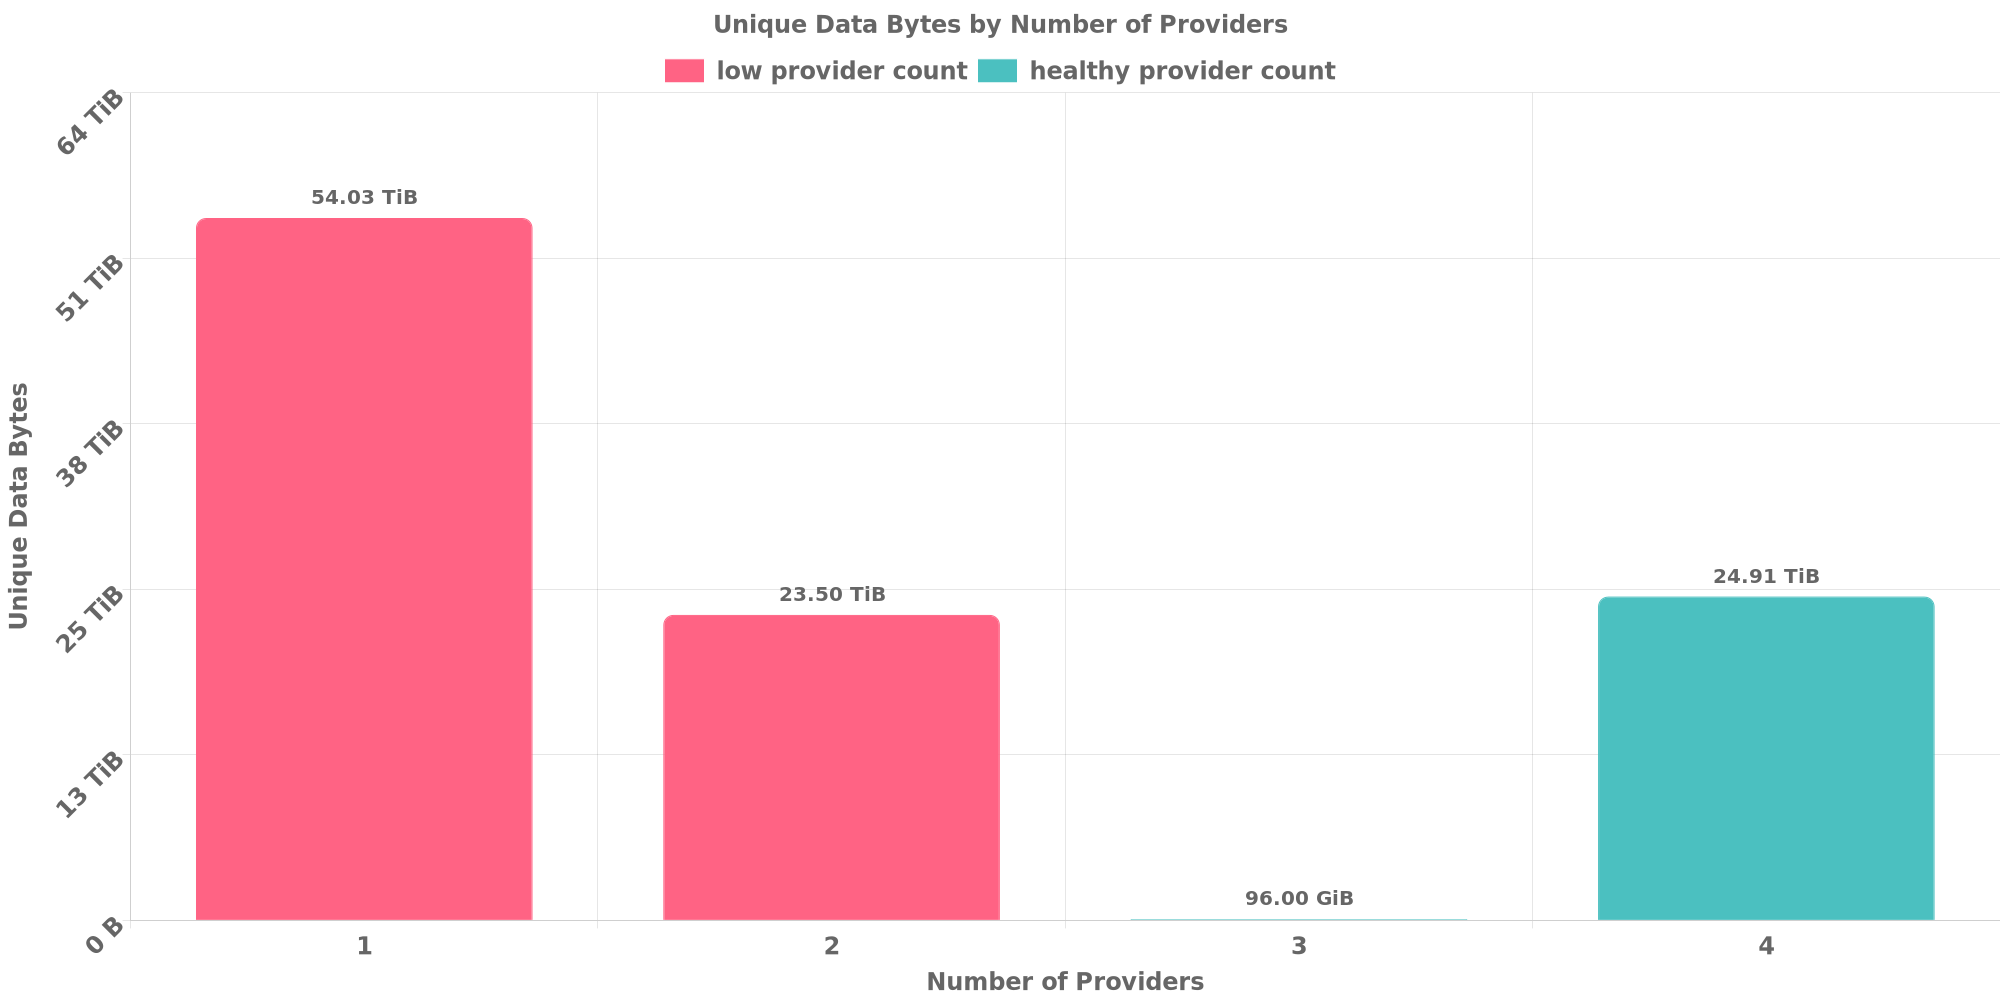 Unique Data Bytes by Number of Providers
low provider count healthy provider count
64 TiB
51 TiB
38 TiB
25 TiB
13 TiB
0 B
Unique Data Bytes
54.03 TiB
23.50 TiB
96.00 GiB
24.91 TiB
1 2 3 4
Number of Providers